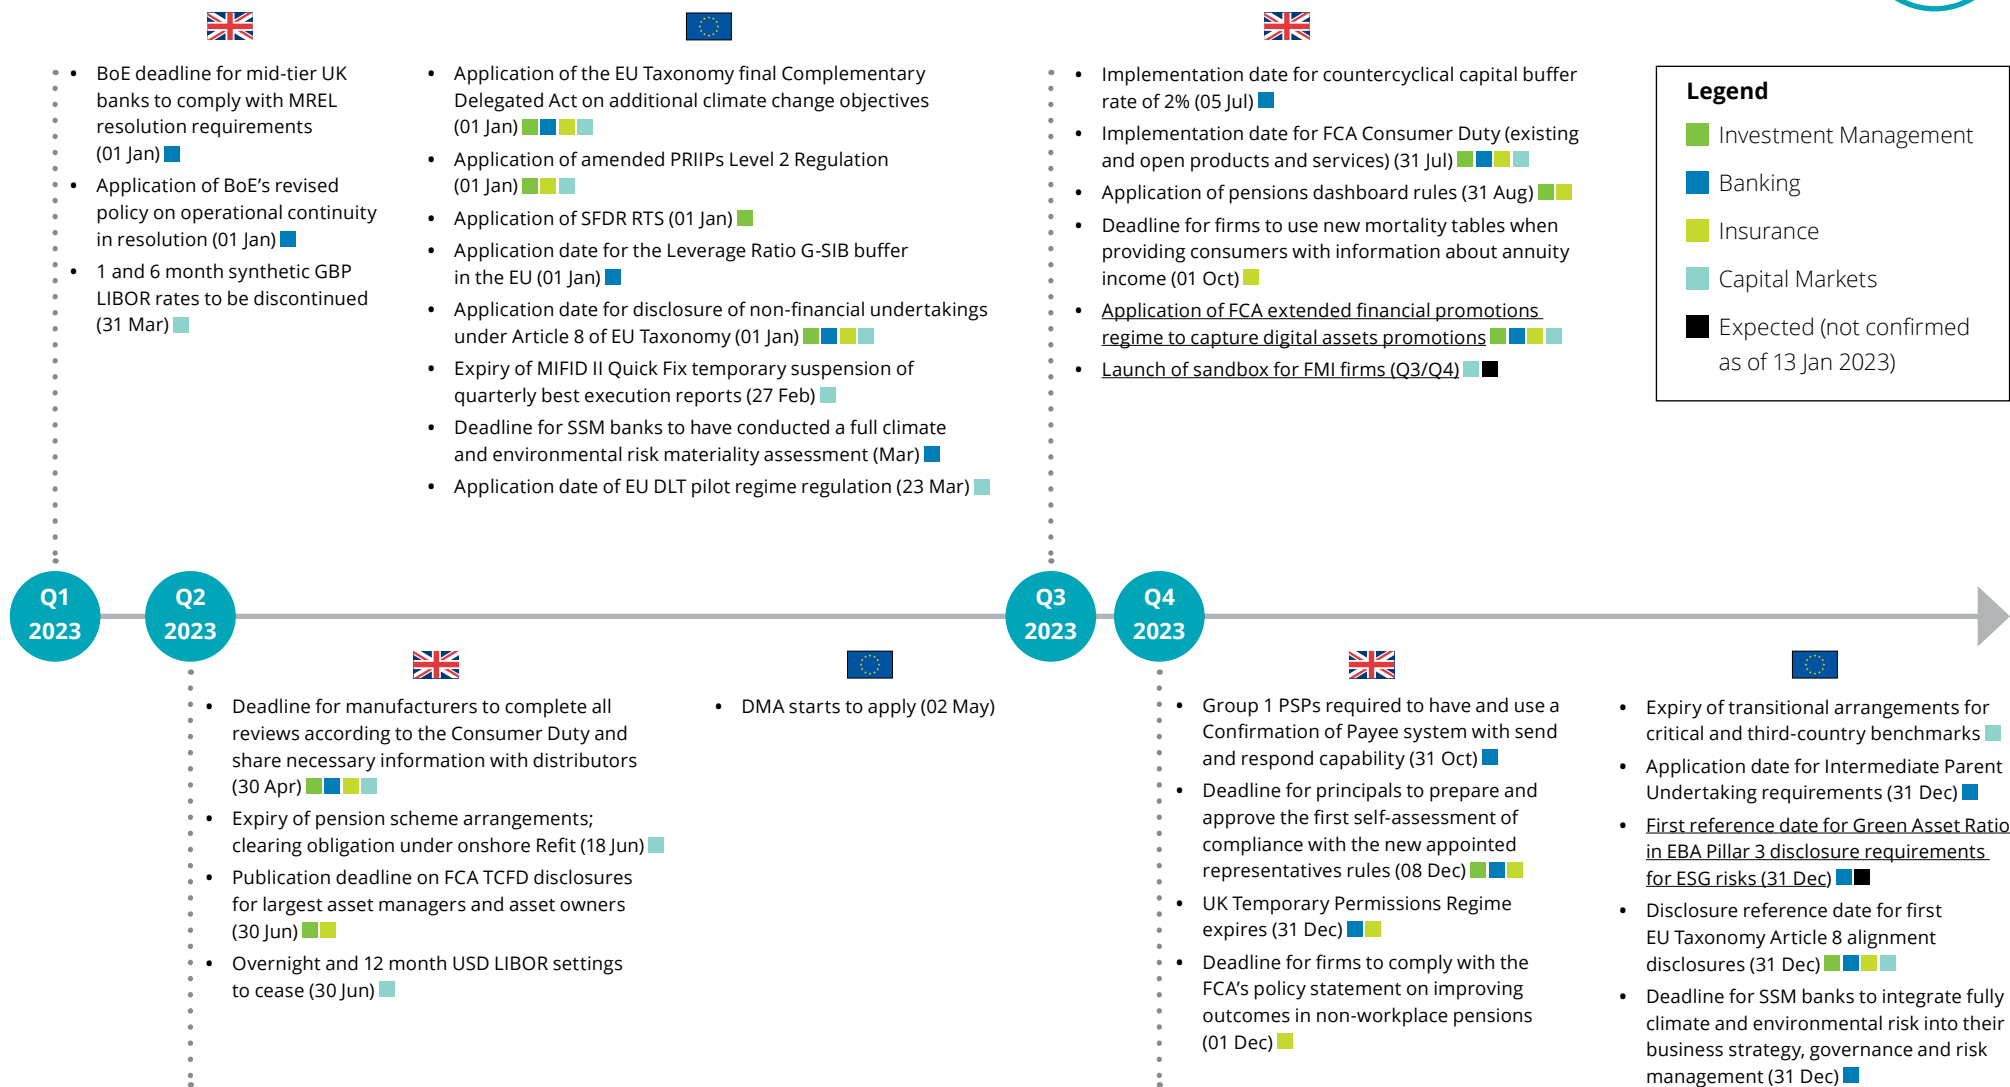 • BoE deadline for mid-tier UK
banks to comply with MREL
resolution requirements
(01 Jan)
• Application of BoE's revised
policy on operational continuity
in resolution (01 Jan)
• 1 and 6 month synthetic GBP
LIBOR rates to be discontinued
(31 Mar)
• Application of the EU Taxonomy final Complementary
Delegated Act on additional climate change objectives
(01 Jan)
• Application of amended PRIIPs Level 2 Regulation
(01 Jan)
• Application of SFDR RTS (01 Jan)
• Application date for the Leverage Ratio G-SIB buffer
in the EU (01 Jan)
• Application date for disclosure of non-financial undertakings
under Article 8 of EU Taxonomy (01 Jan)
• Expiry of MIFID II Quick Fix temporary suspension of
quarterly best execution reports (27 Feb)
• Deadline for SSM banks to have conducted a full climate
and environmental risk materiality assessment (Mar)
• Application date of EU DLT pilot regime regulation (23 Mar)
• Implementation date for countercyclical capital buffer
rate of 2% (05 Jul)
• Implementation date for FCA Consumer Duty (existing
and open products and services) (31 Jul)
• Application of pensions dashboard rules (31 Aug)
• Deadline for firms to use new mortality tables when
providing consumers with information about annuity
income (01 Oct)
• Application of FCA extended financial promotions
regime to capture digital assets promotions
• Launch of sandbox for FMI firms (Q3/Q4)
Legend
Investment Management
Banking
Insurance
Capital Markets
Expected (not confirmed
as of 13 Jan 2023)
Q1
2023
Q2
2023
Q3
2023
Q4
2023
• Deadline for manufacturers to complete all
reviews according to the Consumer Duty and
share necessary information with distributors
(30 Apr)
• Expiry of pension scheme arrangements;
clearing obligation under onshore Refit (18 Jun)
• Publication deadline on FCA TCFD disclosures
for largest asset managers and asset owners
(30 Jun)
• Overnight and 12 month USD LIBOR settings
to cease (30 Jun)
• DMA starts to apply (02 May)
• Group 1 PSPs required to have and use a
Confirmation of Payee system with send
and respond capability (31 Oct)
• Deadline for principals to prepare and
approve the first self-assessment of
compliance with the new appointed
representatives rules (08 Dec)
• UK Temporary Permissions Regime
expires (31 Dec)
• Deadline for firms to comply with the
FCA's policy statement on improving
outcomes in non-workplace pensions
(01 Dec)
• Expiry of transitional arrangements for
critical and third-country benchmarks
• Application date for Intermediate Parent
Undertaking requirements (31 Dec)
• First reference date for Green Asset Ratio
in EBA Pillar 3 disclosure requirements
for ESG risks (31 Dec)
• Disclosure reference date for first
EU Taxonomy Article 8 alignment
disclosures (31 Dec)
• Deadline for SSM banks to integrate fully
climate and environmental risk into their
business strategy, governance and risk
management (31 Dec)